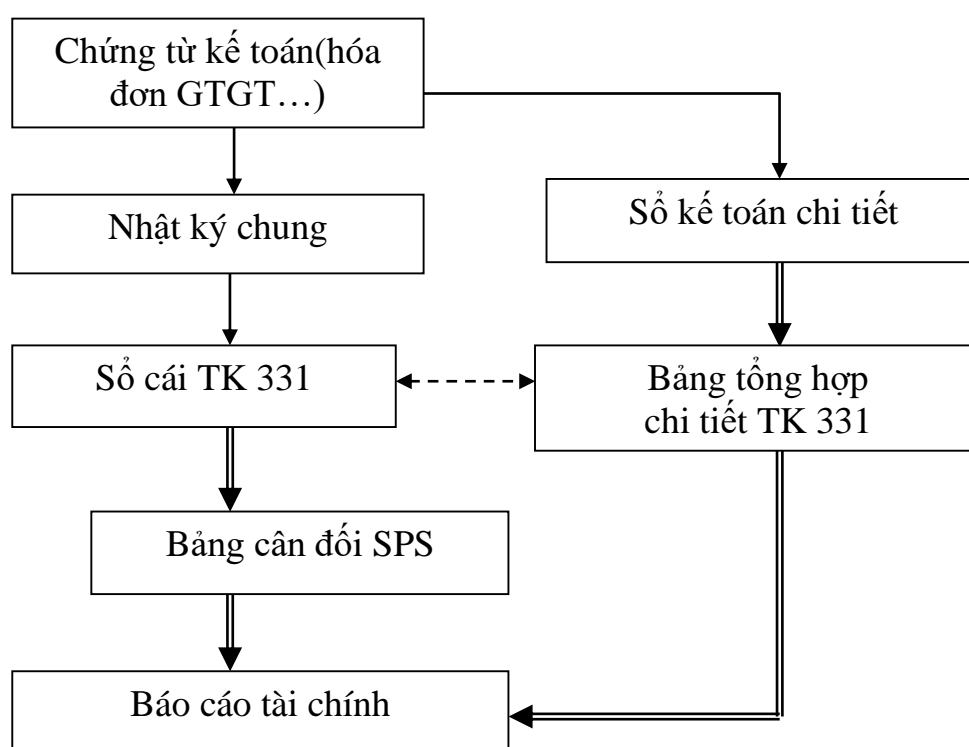 Chứng từ kế toán(hóa
đơn GTGT…)
Nhật ký chung
Sổ kế toán chi tiết
Sổ cái TK 331
Bảng tổng hợp
chi tiết TK 331
Bảng cân đối SPS
Báo cáo tài chính